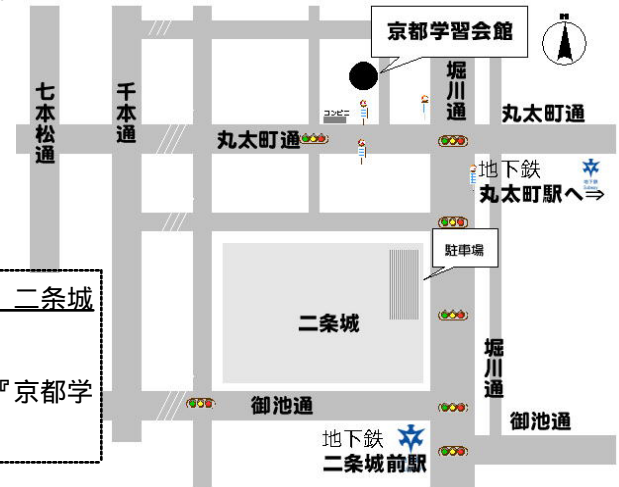 京都学習会館
N
七本松通
千本通
堀川通
コンビニ
丸太町通
丸太町通
地下鉄
丸太町駅へ⇒
駐車場
二条城
二条城
『京都学
堀川通
御池通
御池通
地下鉄
二条城前駅